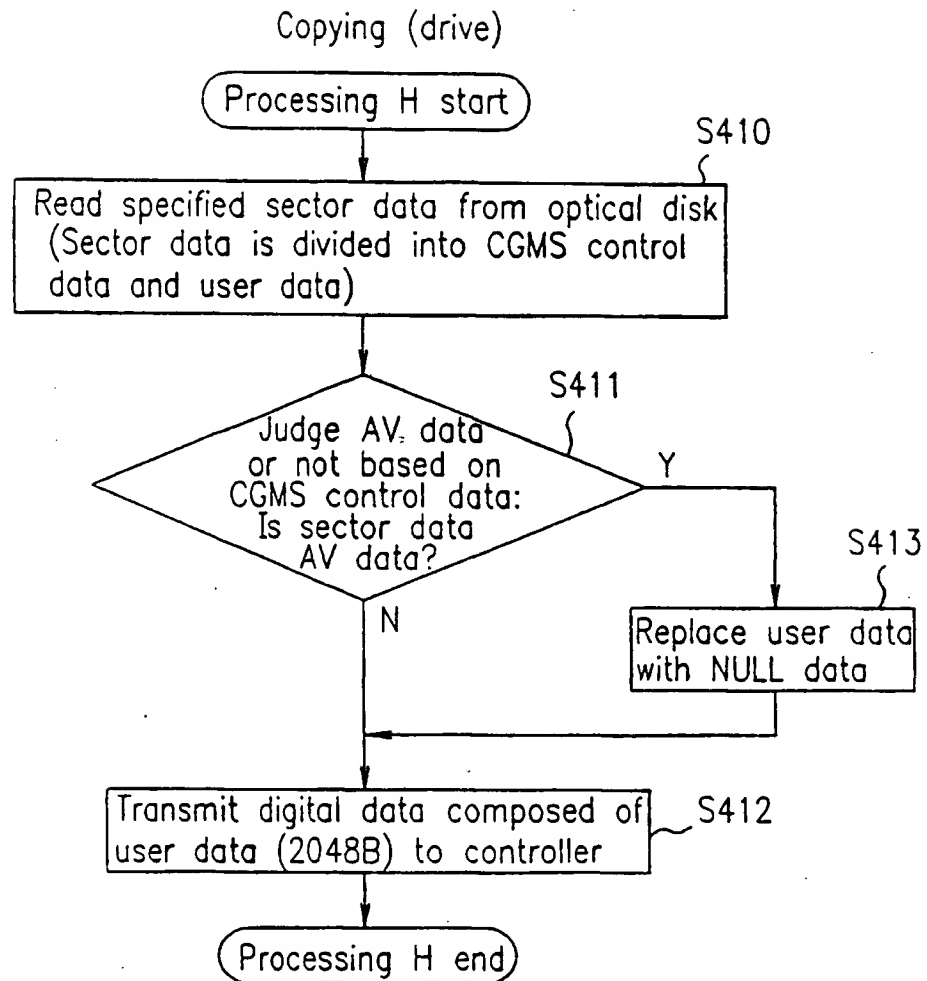 Copying (drive)
Processing H start
S410
Read specified sector data from optical disk
(Sector data is divided into CGMS control
data and user data)
S411
Judge AV data
or not based on
CGMS control data:
Is sector data
AV data?
Y
N
S413
Replace user data
with NULL data
Transmit digital data composed of
user data (2048B) to controller
S412
Processing H end